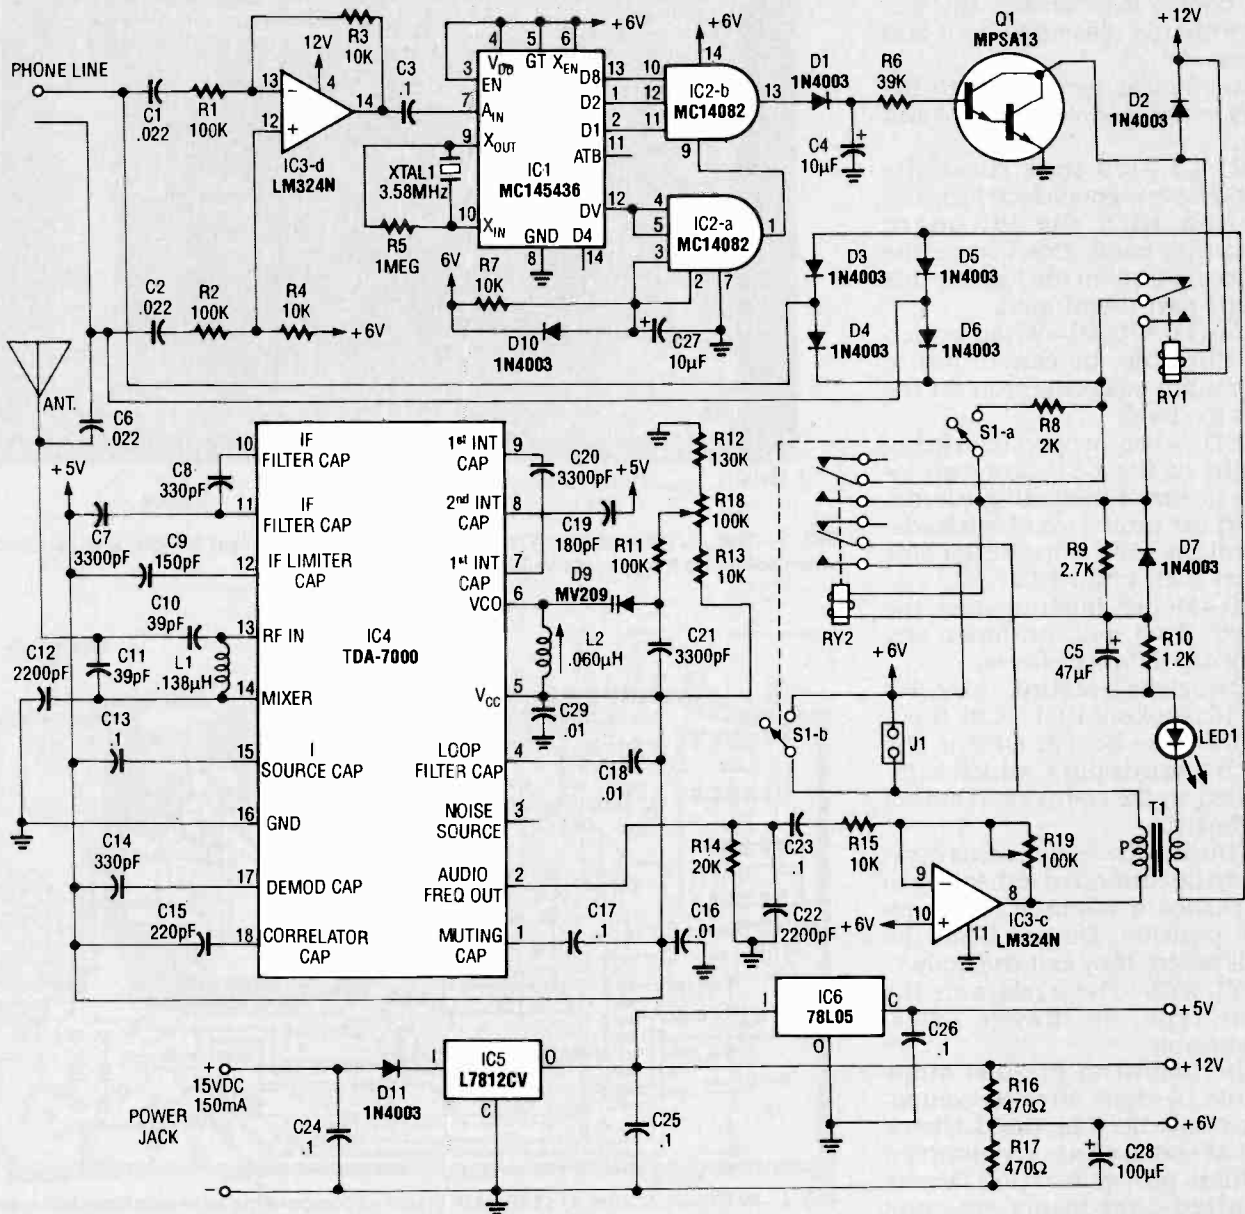 PHONE LINE
C1
.022
R1
100K
R3
10K
12V
4
13
12
14
IC3-d
LM324N
C3
.1
XTAL1
3.58MHz
R5
1MEG
+6V
4
5
6
VDD
GT
XEN
3
EN
7
AIN
9
XOUT
10
XIN
IC1
MC145436
D8
13
D2
1
D1
2
ATB
11
DV
12
GND
8
D4
14
+6V
14
10
12
11
IC2-b
MC14082
13
9
4
5
3
IC2-a
MC14082
1
2
7
D1
1N4003
C4
10µF
R6
39K
Q1
MPSA13
+12V
D2
1N4003
C2
.022
R2
100K
R4
10K
+6V
6V
R7
10K
D10
1N4003
C27
10µF
D3
1N4003
D5
1N4003
D4
1N4003
D6
1N4003
RY1
ANT.
C6
.022
+5V
C8
330pF
C7
3300pF
C9
150pF
C10
39pF
C12
2200pF
C11
39pF
L1
.138µH
C13
.1
C14
330pF
C15
220pF
10
IF
FILTER CAP
11
IF
FILTER CAP
12
IF LIMITER
CAP
13
RF IN
14
MIXER
15
I
SOURCE CAP
16
GND
17
DEMOD CAP
18
CORRELATOR
CAP
IC4
TDA-7000
1st INT
CAP
9
2nd INT
CAP
8
1st INT
CAP
7
VCO
6
VCC
5
LOOP
FILTER CAP
4
NOISE
SOURCE
3
AUDIO
FREQ OUT
2
MUTING
CAP
1
C20
3300pF
+5V
C19
180pF
D9
MV209
L2
.060µH
C29
.01
C18
.01
C17
.1
C16
.01
R12
130K
R18
100K
R11
100K
R13
10K
C21
3300pF
S1-a
R8
2K
RY2
R9
2.7K
D7
1N4003
C5
47µF
R10
1.2K
LED1
+6V
S1-b
J1
T1
P
R14
20K
C23
.1
R15
10K
C22
2200pF
R19
100K
9
10
8
11
+6V
IC3-c
LM324N
+
15VDC
150mA
POWER
JACK
−
D11
1N4003
C24
.1
I
IC5
L7812CV
O
C
C25
.1
I
IC6
78L05
C
O
C26
.1
+5V
+12V
R16
470Ω
+6V
R17
470Ω
C28
100µF